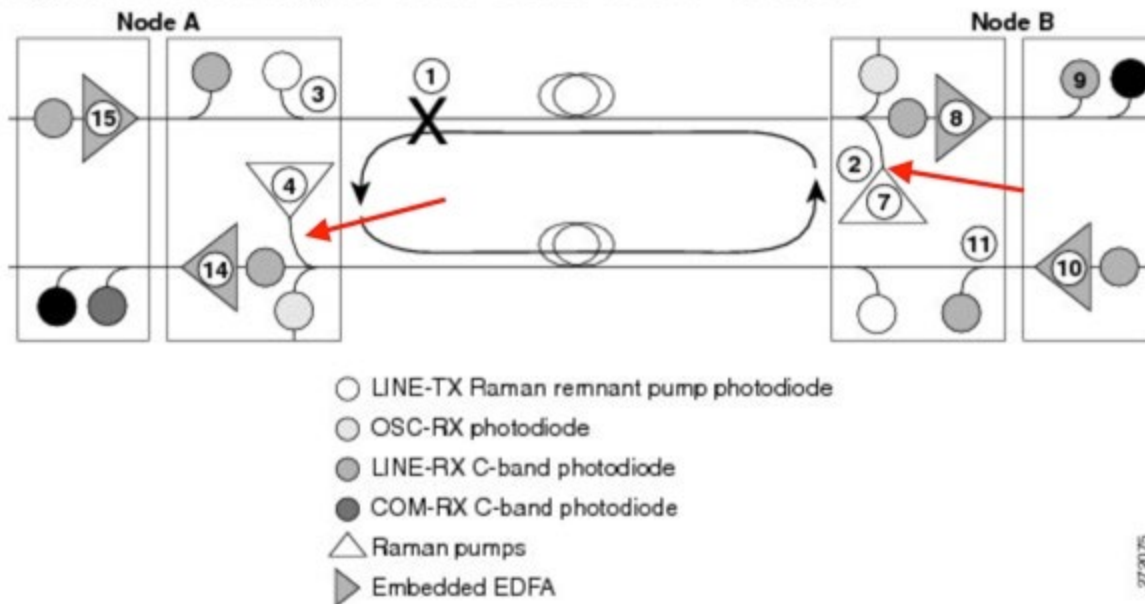 Node A
Node B
1
3
15
4
14
2
7
8
9
11
10
X
LINE-TX Raman remnant pump photodiode
OSC-RX photodiode
LINE-RX C-band photodiode
COM-RX C-band photodiode
Raman pumps
Embedded EDFA